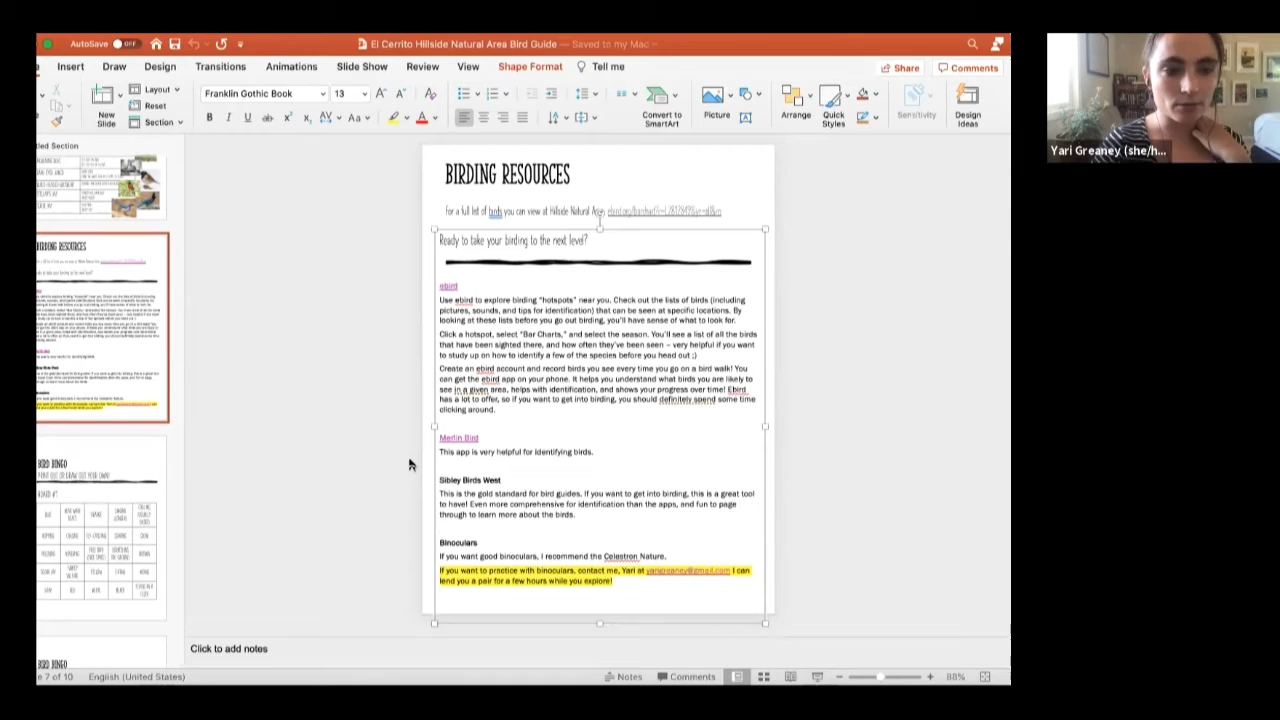 AutoSave OFF
El Cerrito Hillside Natural Area Bird Guide — Saved to my Mac
Insert Draw Design Transitions Animations Slide Show Review View Shape Format Tell me
Share Comments
Layout
Reset
Section
New
Slide
Franklin Gothic Book 13
Convert to
SmartArt
Picture
Arrange
Quick
Styles
Sensitivity
Design
Ideas
Yari Greaney (she/h...
tled Section
BIRDING RESOURCES
BIRD BINGO
BIRD BINGO
BIRDING RESOURCES
For a full list of birds you can view at Hillside Natural Area
Ready to take your birding to the next level?
ebird
Use ebird to explore birding "hotspots" near you. Check out the lists of birds (including
pictures, sounds, and tips for identification) that can be seen at specific locations. By
looking at these lists before you go out birding, you'll have sense of what to look for.
Click a hotspot, select "Bar Charts," and select the season. You'll see a list of all the birds
that have been sighted there, and how often they've been seen – very helpful if you want
to study up on how to identify a few of the species before you head out ;)
Create an ebird account and record birds you see every time you go on a bird walk! You
can get the ebird app on your phone. It helps you understand what birds you are likely to
see in a given area, helps with identification, and shows your progress over time! Ebird
has a lot to offer, so if you want to get into birding, you should definitely spend some time
clicking around.
Merlin Bird
This app is very helpful for identifying birds.
Sibley Birds West
This is the gold standard for bird guides. If you want to get into birding, this is a great tool
to have! Even more comprehensive for identification than the apps, and fun to page
through to learn more about the birds.
Binoculars
If you want good binoculars, I recommend the Celestron Nature.
If you want to practice with binoculars, contact me, Yari at yarigreaney@gmail.com I can
lend you a pair for a few hours while you explore!
Click to add notes
e 7 of 10 English (United States) Notes Comments 88%